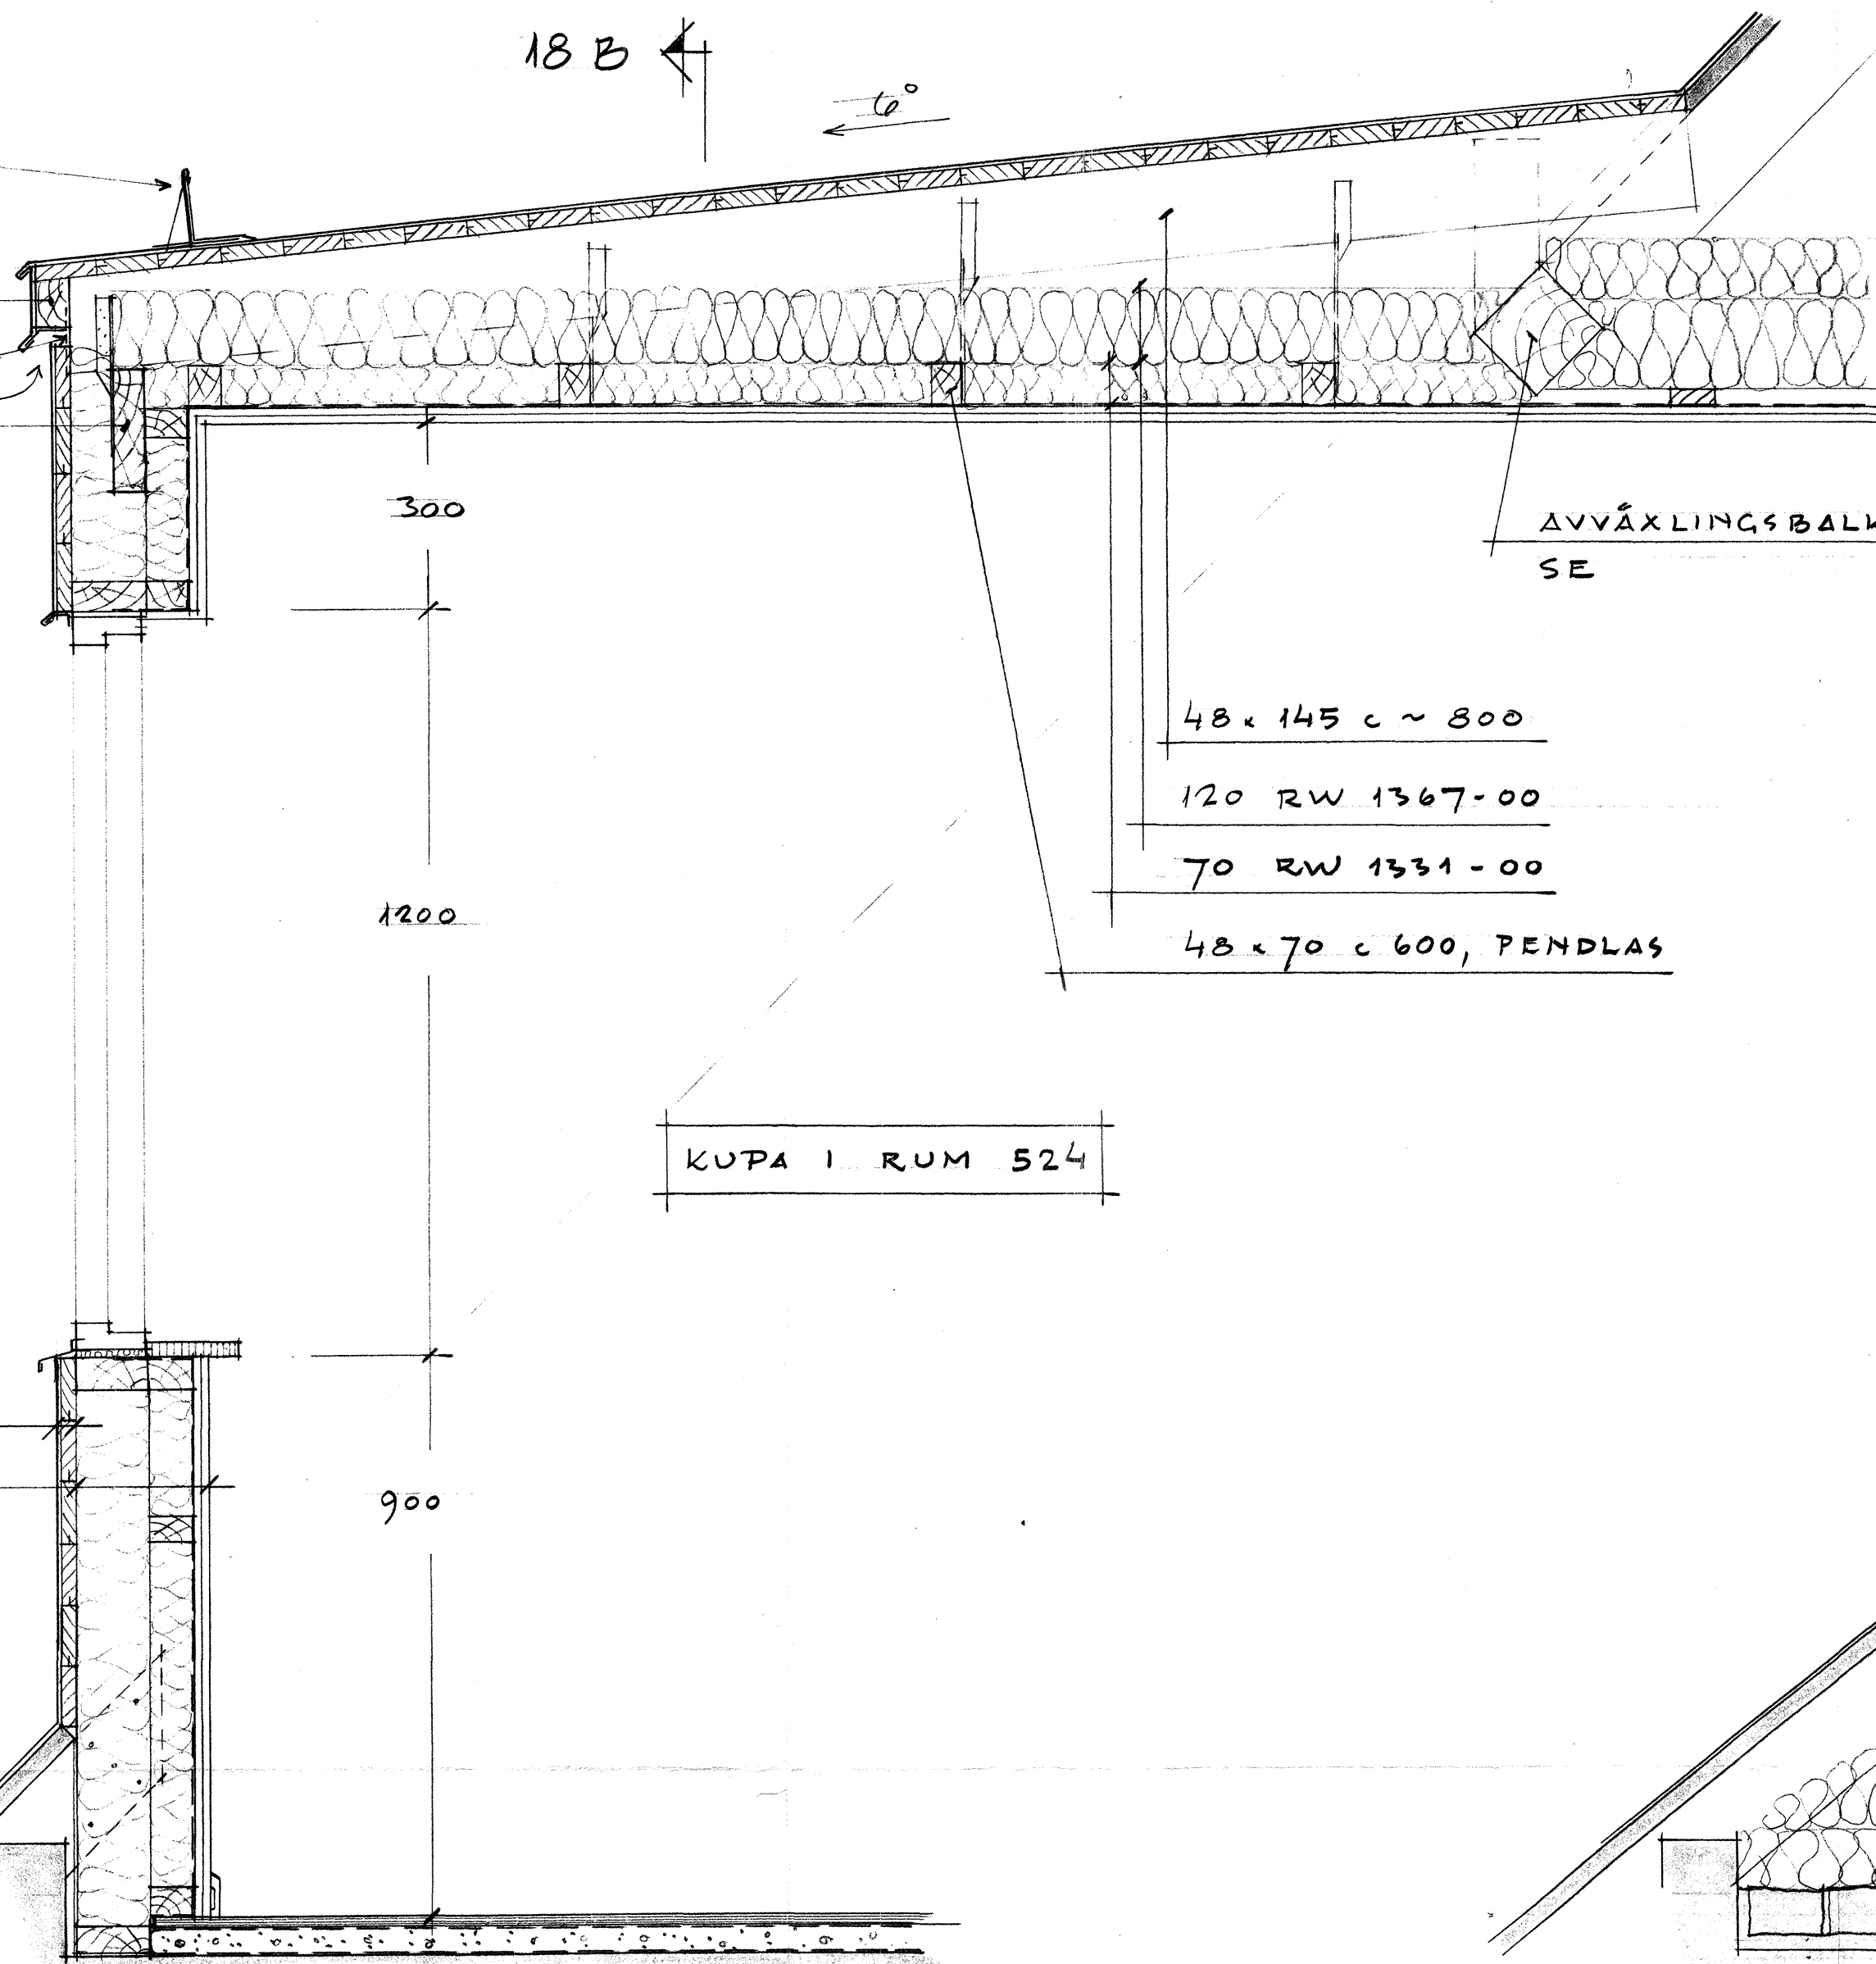 18 B
6°
300
AVVÄXLINGSBALK
SE
48 x 145 c ~ 800
120 RW 1367-00
70 RW 1331-00
1200
48 x 70 c 600, PENDLAS
KUPA I RUM 524
900